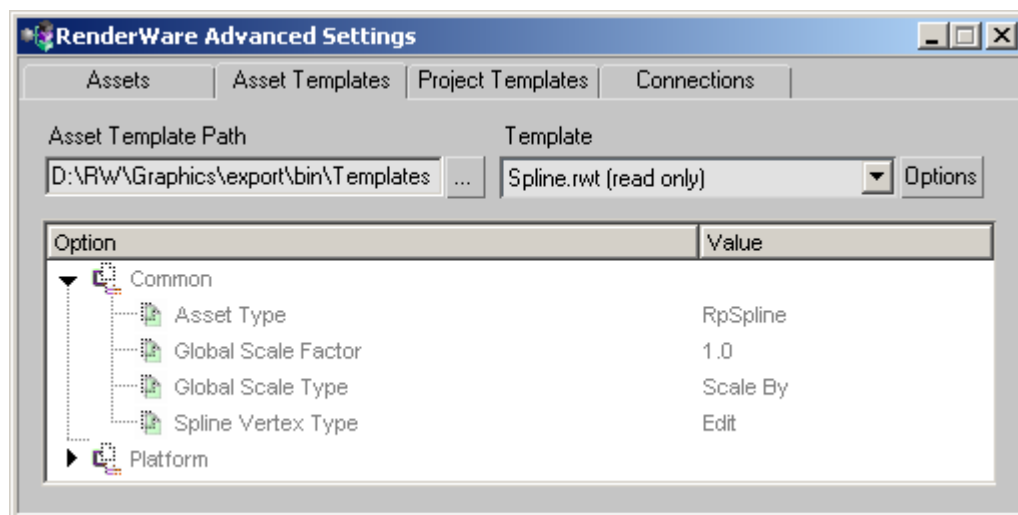 RenderWare Advanced Settings
Assets Asset Templates Project Templates Connections
Asset Template Path Template
D:\RW\Graphics\export\bin\Templates ... Spline.rwt (read only) Options
Option Value
Common
Asset Type RpSpline
Global Scale Factor 1.0
Global Scale Type Scale By
Spline Vertex Type Edit
Platform